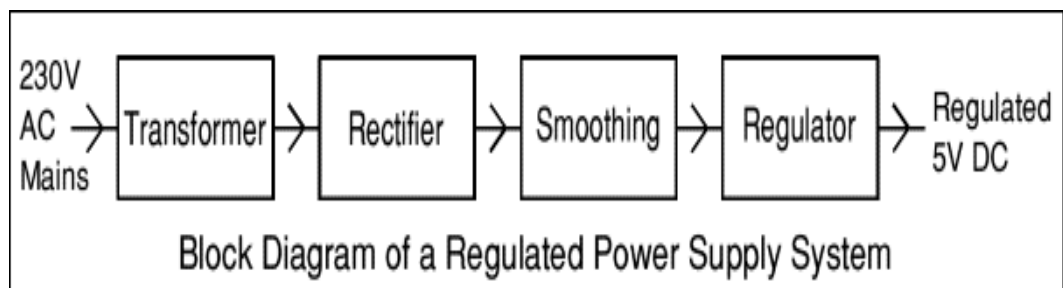 230V
AC
Mains
Transformer
Rectifier
Smoothing
Regulator
Regulated
5V DC
Block Diagram of a Regulated Power Supply System